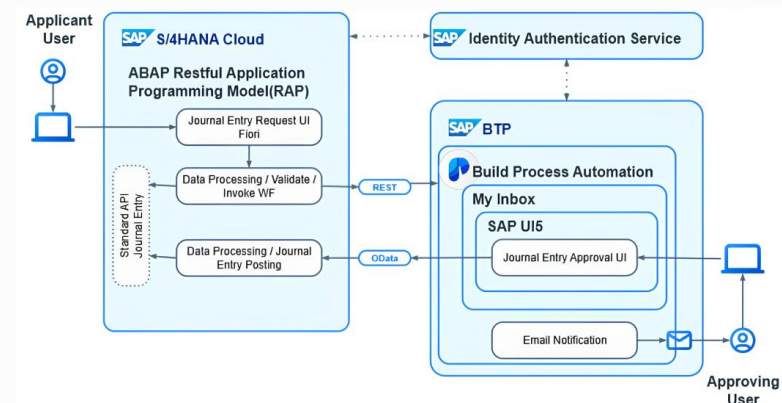 Applicant
User
SAP S/4HANA Cloud
ABAP Restful Application
Programming Model(RAP)
Journal Entry Request UI
Fiori
Data Processing / Validate /
Invoke WF
Standard API
Journal Entry
Data Processing / Journal
Entry Posting
REST
OData
SAP Identity Authentication Service
SAP BTP
Build Process Automation
My Inbox
SAP UI5
Journal Entry Approval UI
Email Notification
Approving
User